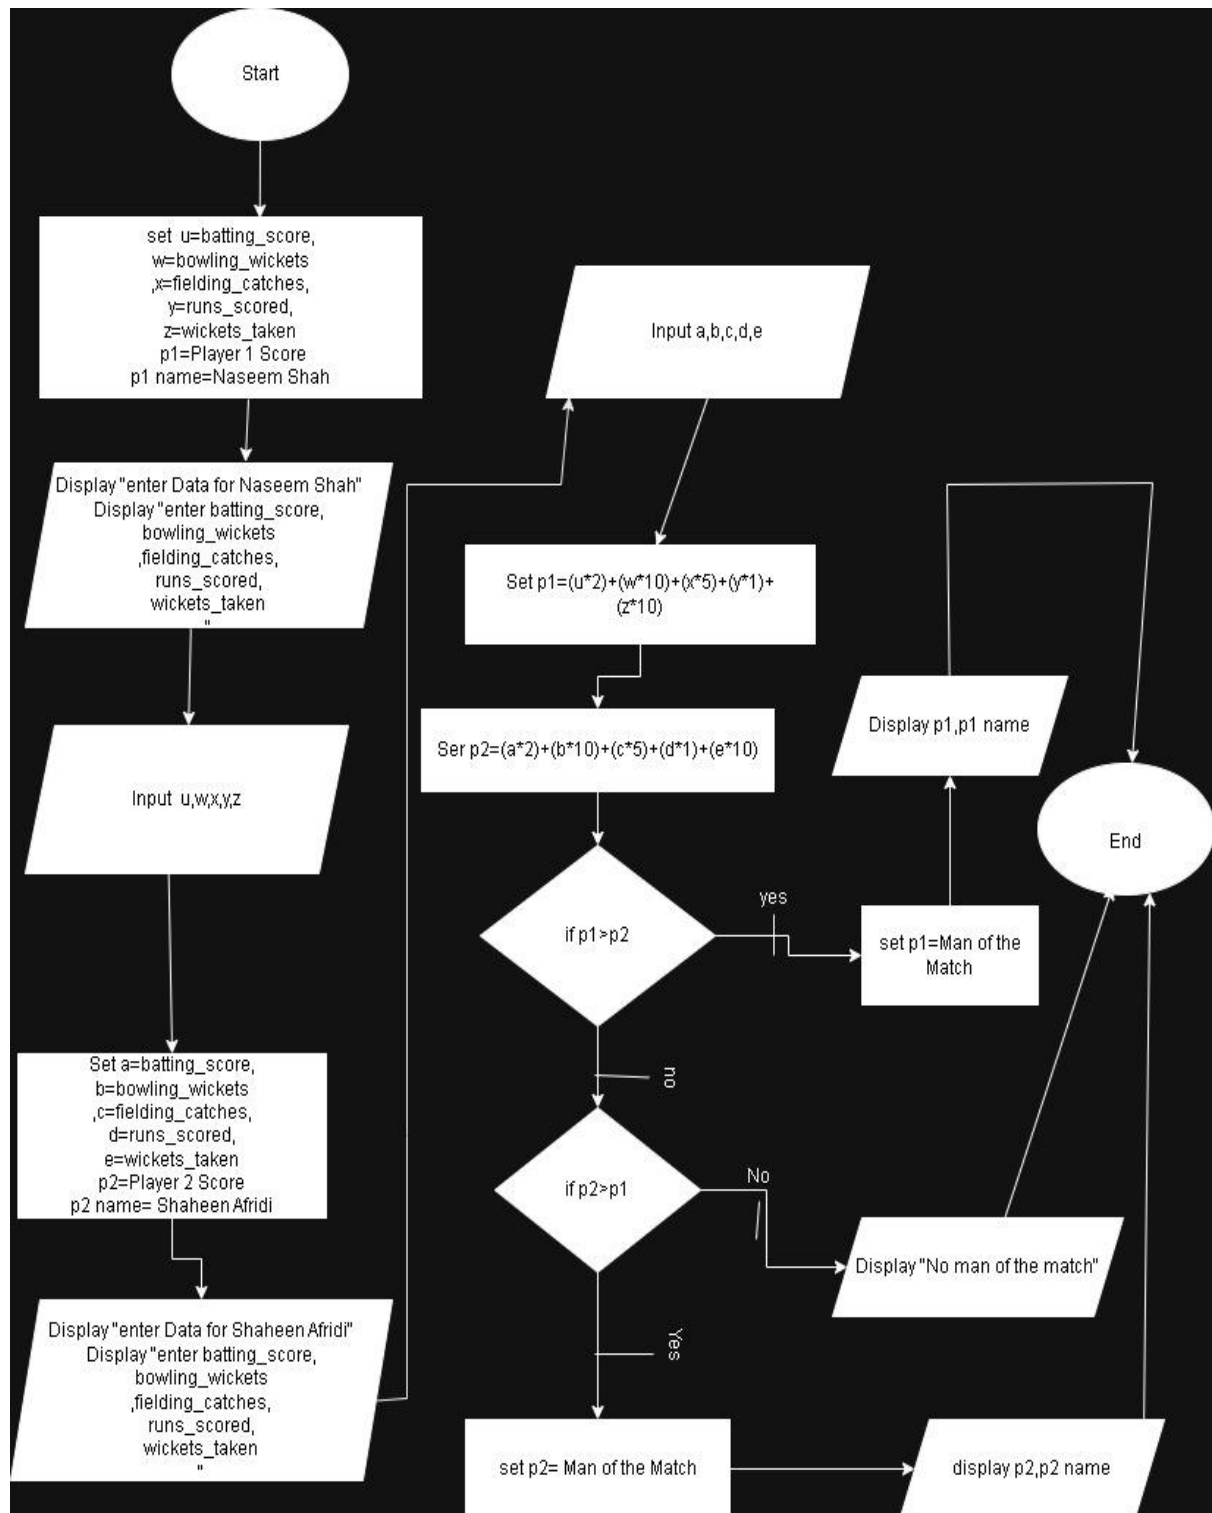 Start
set u=batting_score,
w=bowling_wickets
,x=fielding_catches,
y=runs_scored,
z=wickets_taken
p1=Player 1 Score
p1 name=Naseem Shah
Display "enter Data for Naseem Shah"
Display "enter batting_score,
bowling_wickets
,fielding_catches,
runs_scored,
wickets_taken
"
Input u,w,x,y,z
Set a=batting_score,
b=bowling_wickets
,c=fielding_catches,
d=runs_scored,
e=wickets_taken
p2=Player 2 Score
p2 name= Shaheen Afridi
Display "enter Data for Shaheen Afridi"
Display "enter batting_score,
bowling_wickets
,fielding_catches,
runs_scored,
wickets_taken
"
Input a,b,c,d,e
Set p1=(u*2)+(w*10)+(x*5)+(y*1)+
(z*10)
Ser p2=(a*2)+(b*10)+(c*5)+(d*1)+(e*10)
if p1>p2
yes
set p1=Man of the
Match
Display p1,p1 name
no
if p2>p1
No
Display "No man of the match"
Yes
set p2= Man of the Match
display p2,p2 name
End